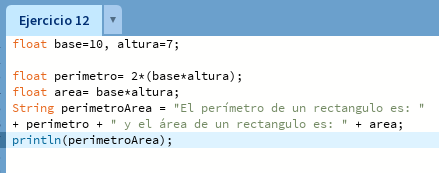 Ejercicio 12
float base=10, altura=7;
float perimetro= 2*(base*altura);
float area= base*altura;
String perimetroArea = "El perímetro de un rectangulo es: "
+ perimetro + " y el área de un rectangulo es: " + area;
println(perimetroArea);